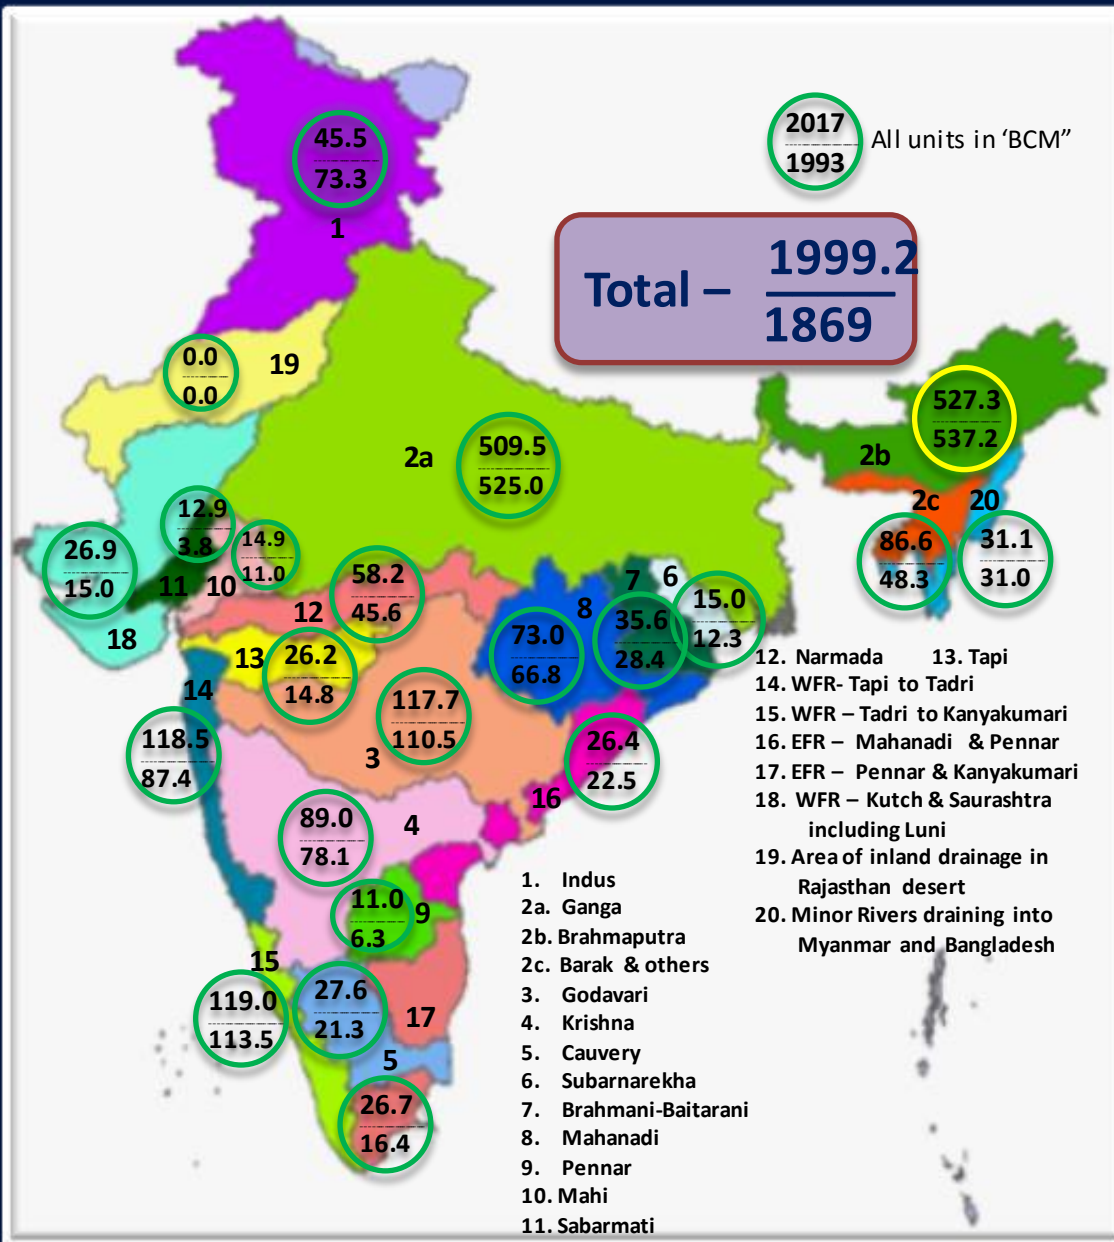 45.5
73.3
1
2017
1993
All units in ‘BCM”
Total –
1999.2
1869
0.0
0.0
19
2a
509.5
525.0
527.3
537.2
2b
2c
20
86.6
48.3
31.1
31.0
12.9
3.8
14.9
11.0
26.9
15.0
11
10
18
12
58.2
45.6
13
26.2
14.8
14
118.5
87.4
3
117.7
110.5
8
73.0
66.8
7
35.6
28.4
6
15.0
12.3
26.4
22.5
16
89.0
78.1
4
11.0
6.3
9
15
119.0
113.5
27.6
21.3
17
5
26.7
16.4
1. Indus
2a. Ganga
2b. Brahmaputra
2c. Barak & others
3. Godavari
4. Krishna
5. Cauvery
6. Subarnarekha
7. Brahmani-Baitarani
8. Mahanadi
9. Pennar
10. Mahi
11. Sabarmati
12. Narmada 13. Tapi
14. WFR- Tapi to Tadri
15. WFR – Tadri to Kanyakumari
16. EFR – Mahanadi & Pennar
17. EFR – Pennar & Kanyakumari
18. WFR – Kutch & Saurashtra
including Luni
19. Area of inland drainage in
Rajasthan desert
20. Minor Rivers draining into
Myanmar and Bangladesh